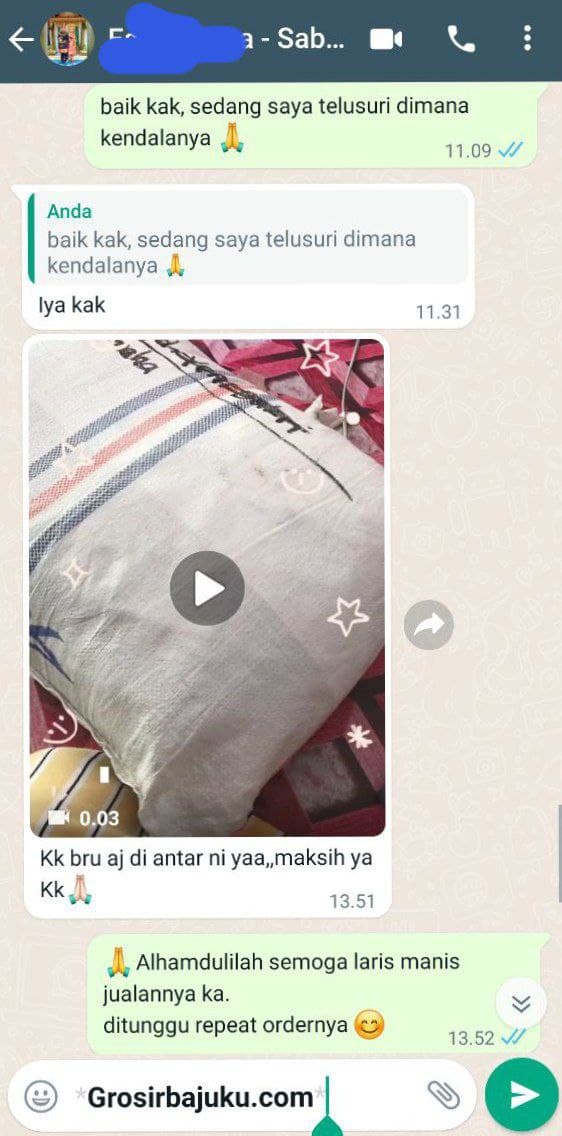 a - Sab...
baik kak, sedang saya telusuri dimana
kendalanya 🙏
11.09
Anda
baik kak, sedang saya telusuri dimana
kendalanya 🙏
Iya kak
11.31
0.03
Kk bru aj di antar ni yaa,,maksih ya
Kk🙏🏻
13.51
🙏Alhamdulilah semoga laris manis
jualannya ka.
ditunggu repeat ordernya 😊
13.52
*Grosirbajuku.com*